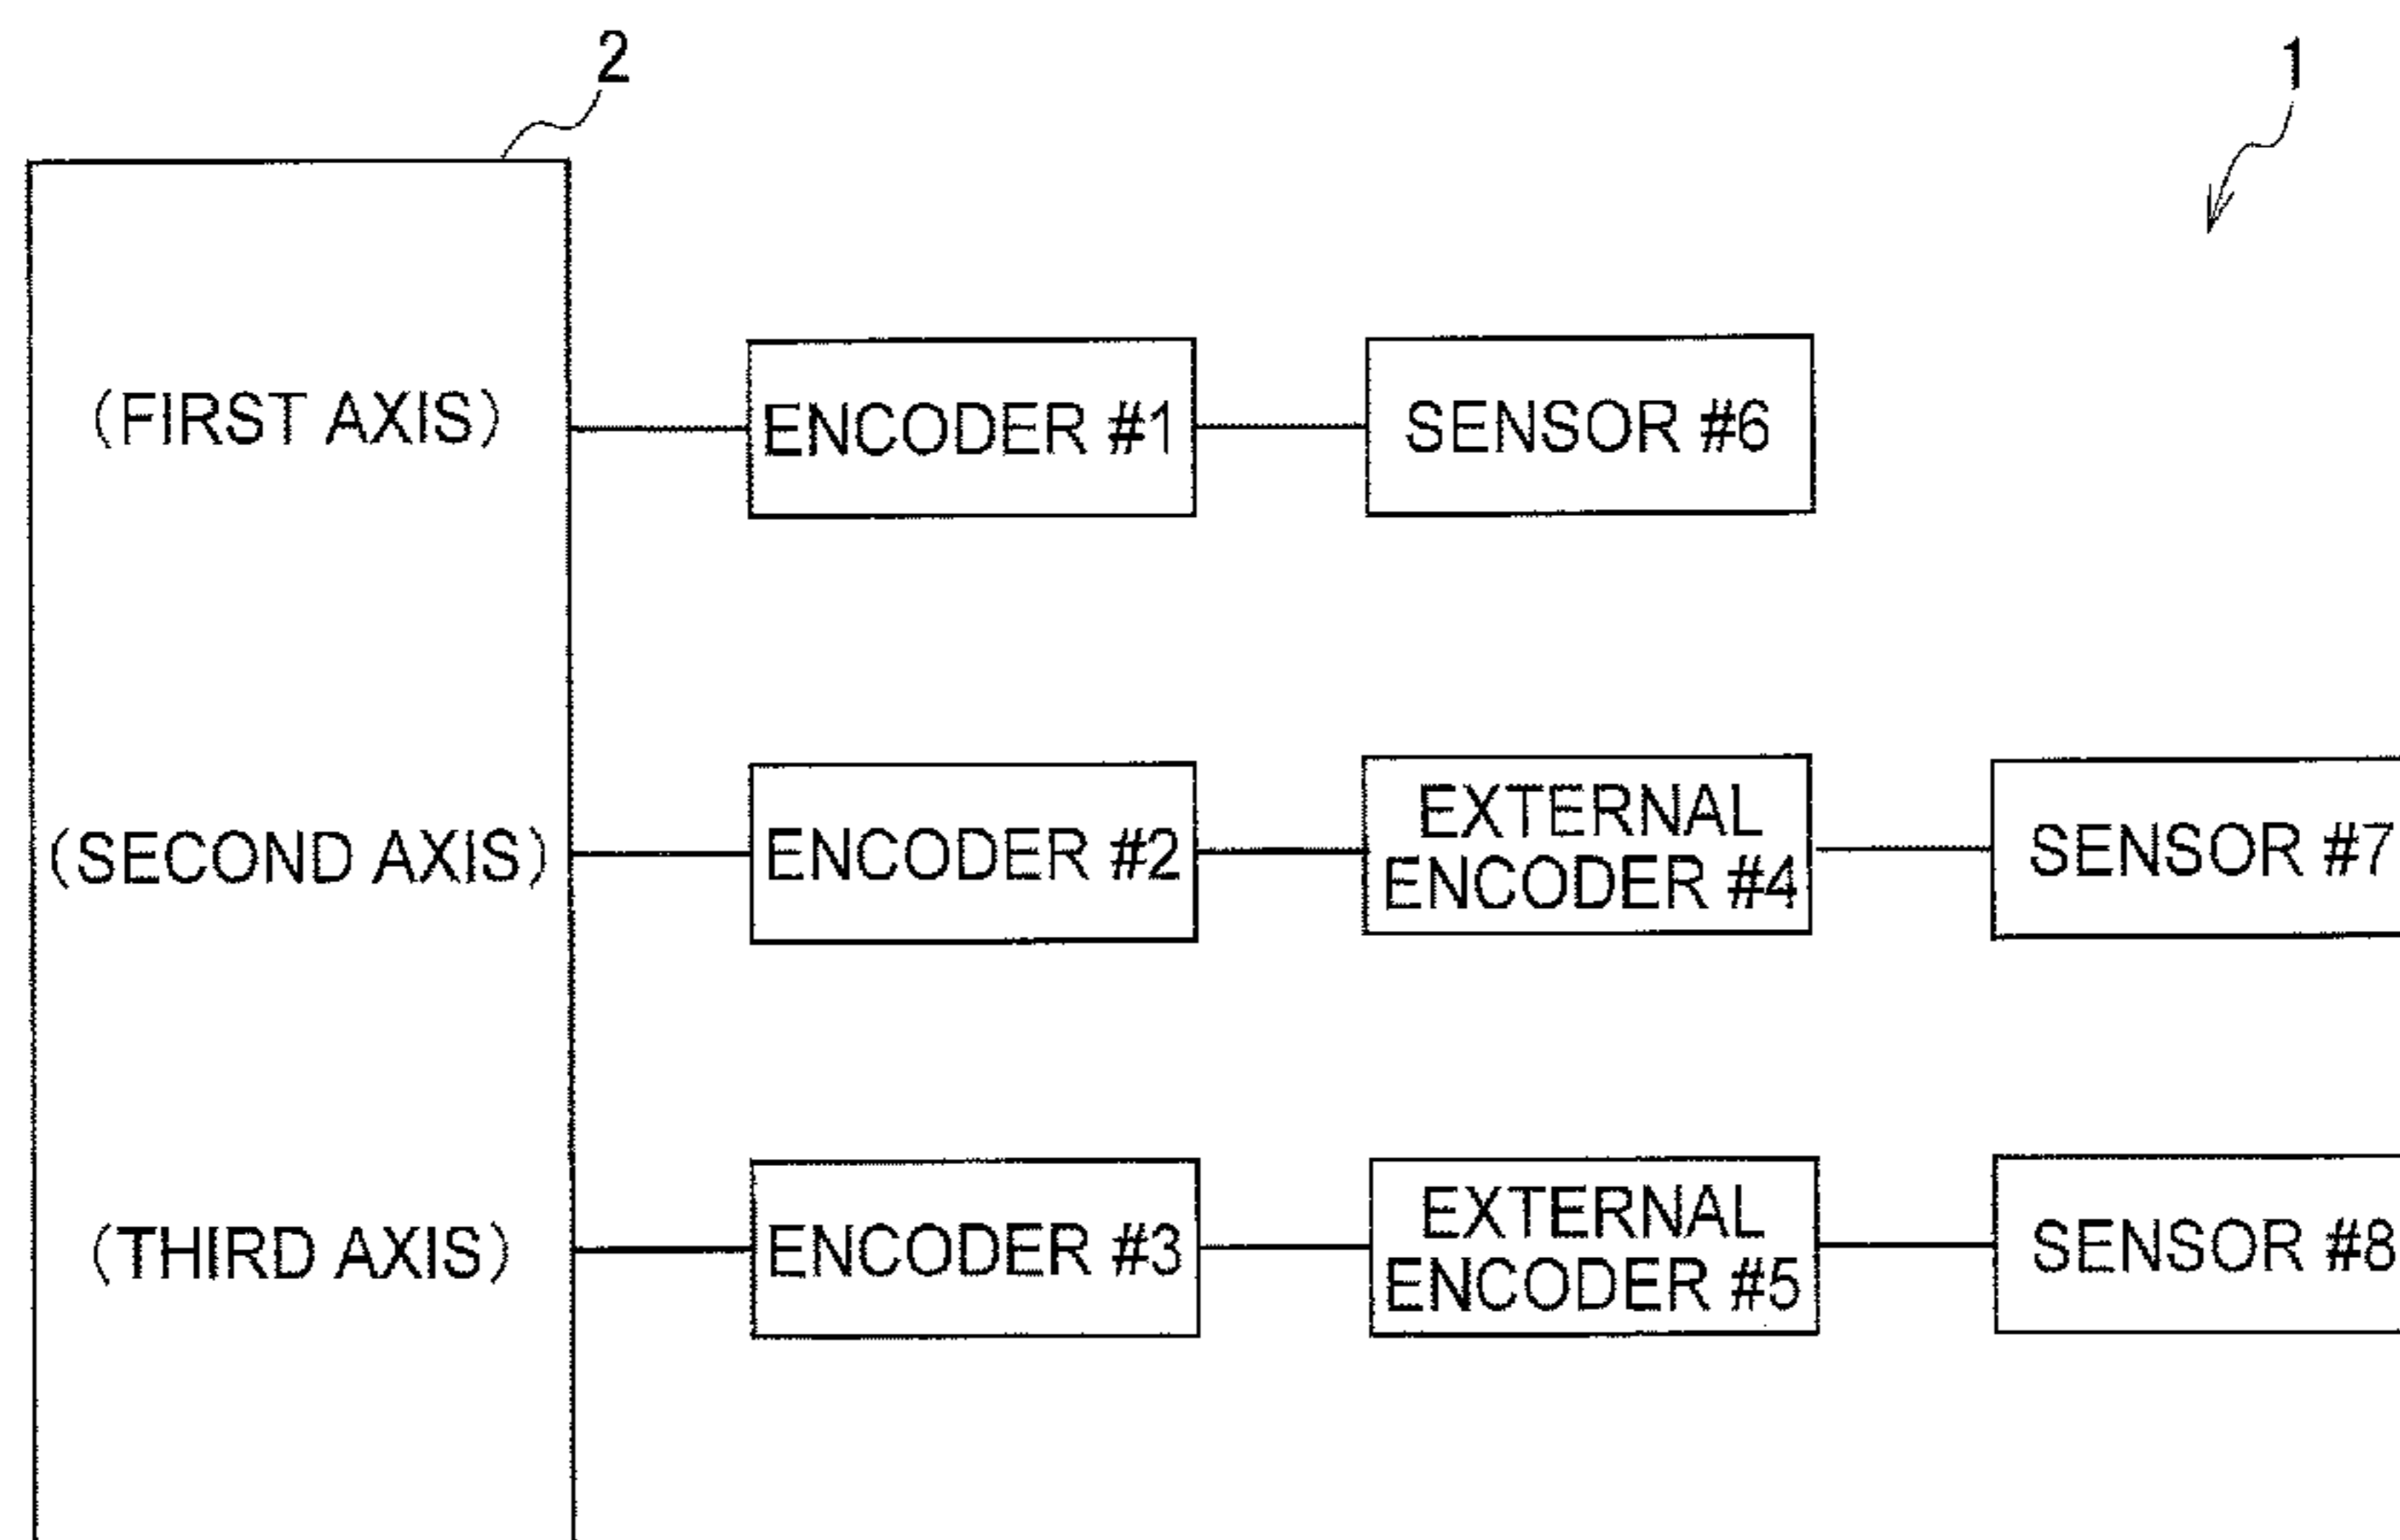 2
1
(FIRST AXIS)
ENCODER #1
SENSOR #6
(SECOND AXIS)
ENCODER #2
EXTERNAL
ENCODER #4
SENSOR #7
(THIRD AXIS)
ENCODER #3
EXTERNAL
ENCODER #5
SENSOR #8